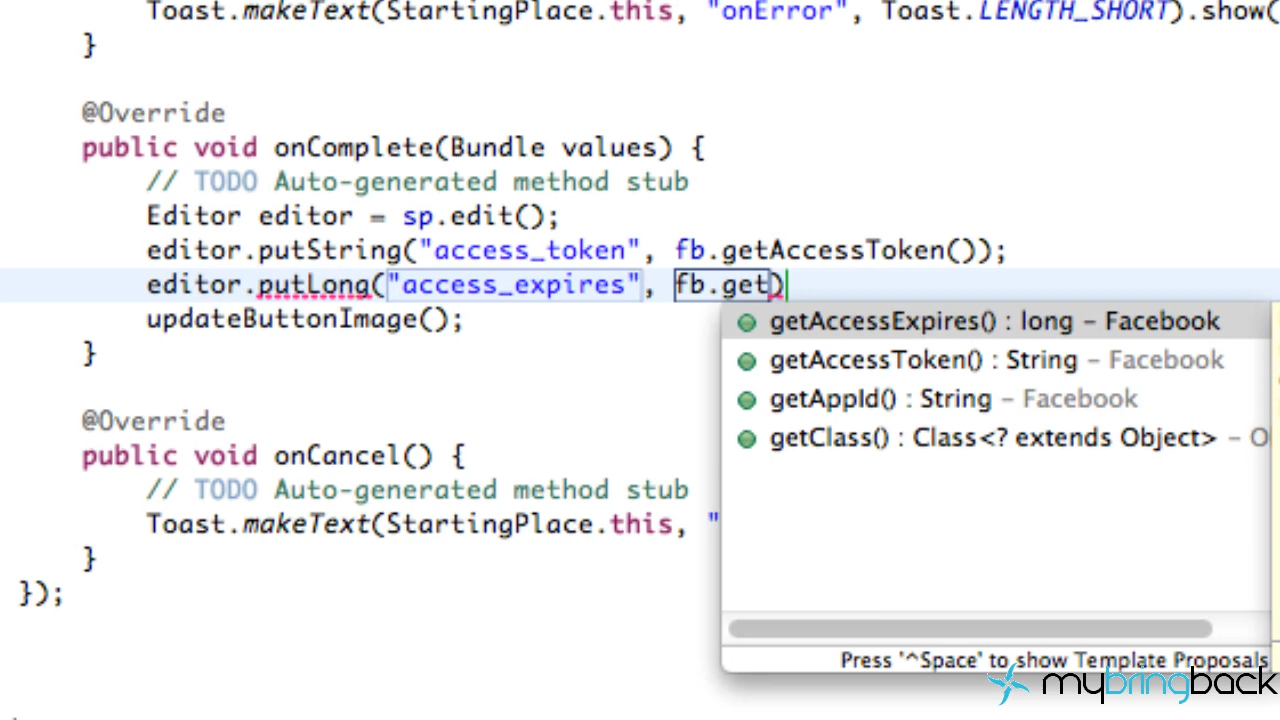 Toast.makeText(StartingPlace.this, "onError", Toast.LENGTH_SHORT).show(
}
@Override
public void onComplete(Bundle values) {
// TODO Auto-generated method stub
Editor editor = sp.edit();
editor.putString("access_token", fb.getAccessToken());
editor.putLong("access_expires", fb.get)
updateButtonImage();
}
@Override
public void onCancel() {
// TODO Auto-generated method stub
Toast.makeText(StartingPlace.this, "
}
});
getAccessExpires() : long – Facebook
getAccessToken() : String – Facebook
getAppId() : String – Facebook
getClass() : Class<? extends Object> – O
Press '^Space' to show Template Proposals
mybringback